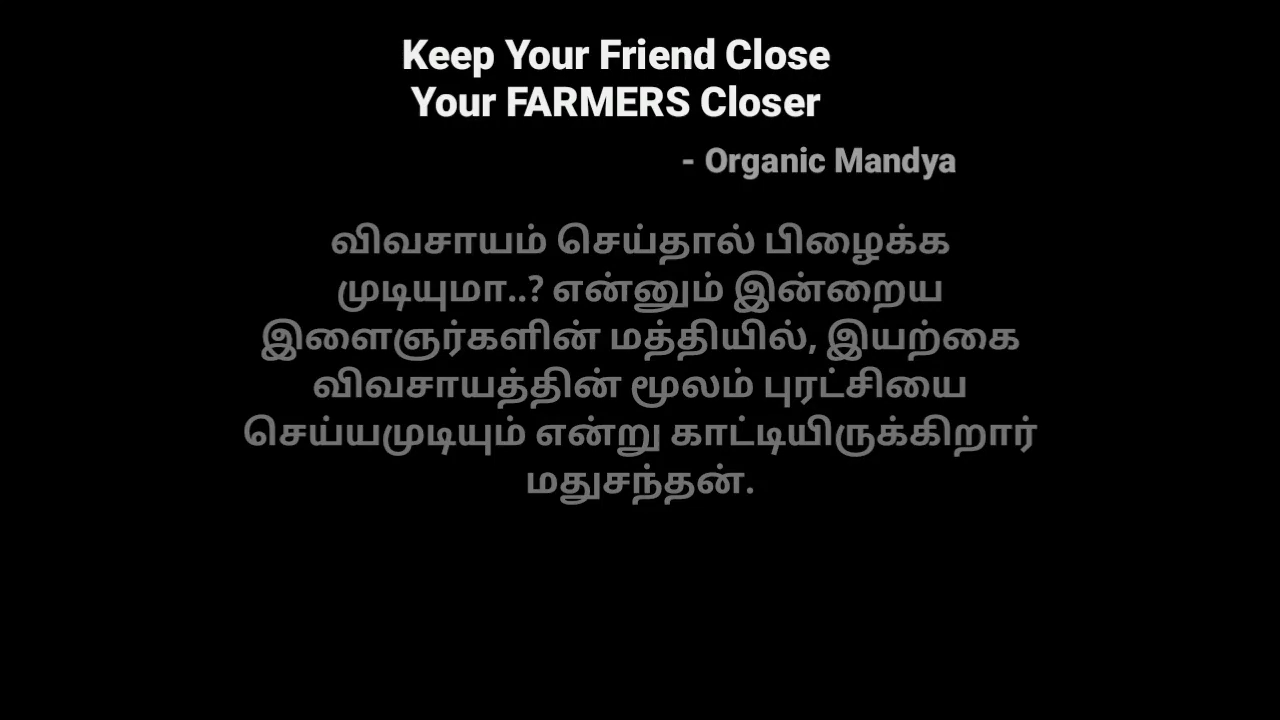 Keep Your Friend Close
Your FARMERS Closer
- Organic Mandya
விவசாயம் செய்தால் பிழைக்க
முடியுமா..? என்னும் இன்றைய
இளைஞர்களின் மத்தியில், இயற்கை
விவசாயத்தின் மூலம் புரட்சியை
செய்யமுடியும் என்று காட்டியிருக்கிறார்
மதுசந்தன்.